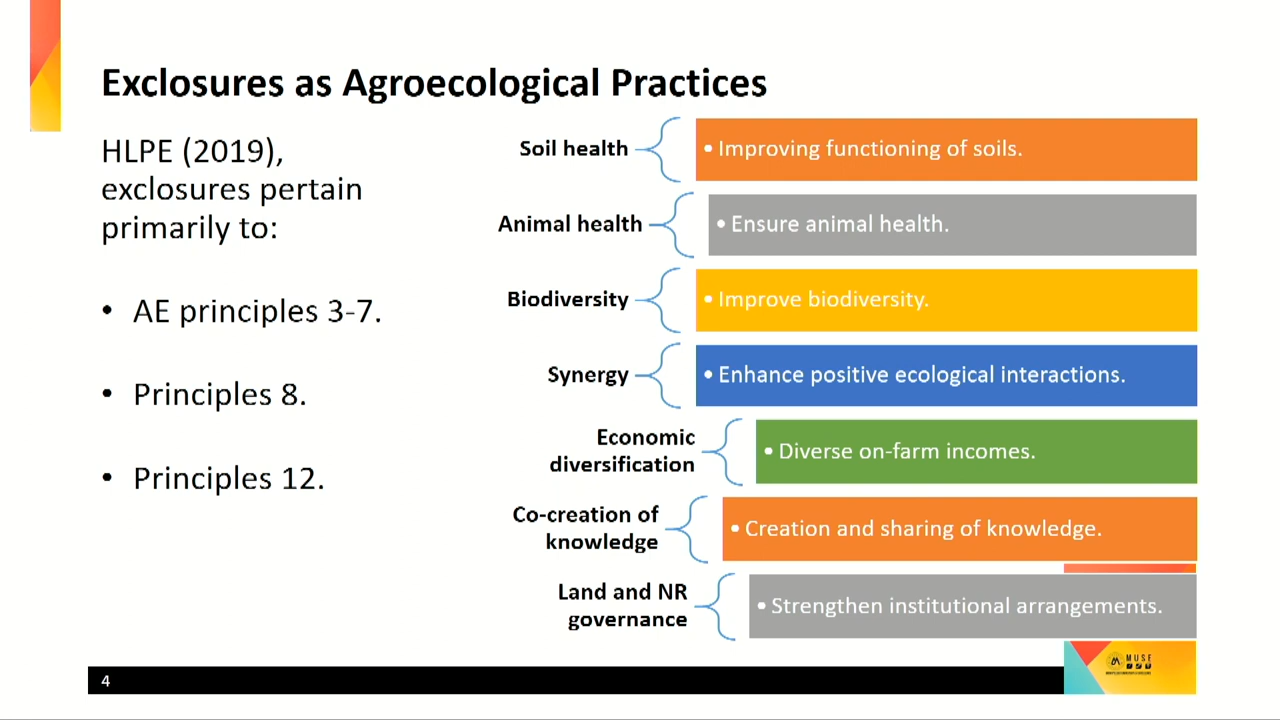 Exclosures as Agroecological Practices
HLPE (2019),
exclosures pertain
primarily to:
• AE principles 3-7.
• Principles 8.
• Principles 12.
Soil health
• Improving functioning of soils.
Animal health
• Ensure animal health.
Biodiversity
• Improve biodiversity.
Synergy
• Enhance positive ecological interactions.
Economic
diversification
• Diverse on-farm incomes.
Co-creation of
knowledge
• Creation and sharing of knowledge.
Land and NR
governance
• Strengthen institutional arrangements.
4
MUSE